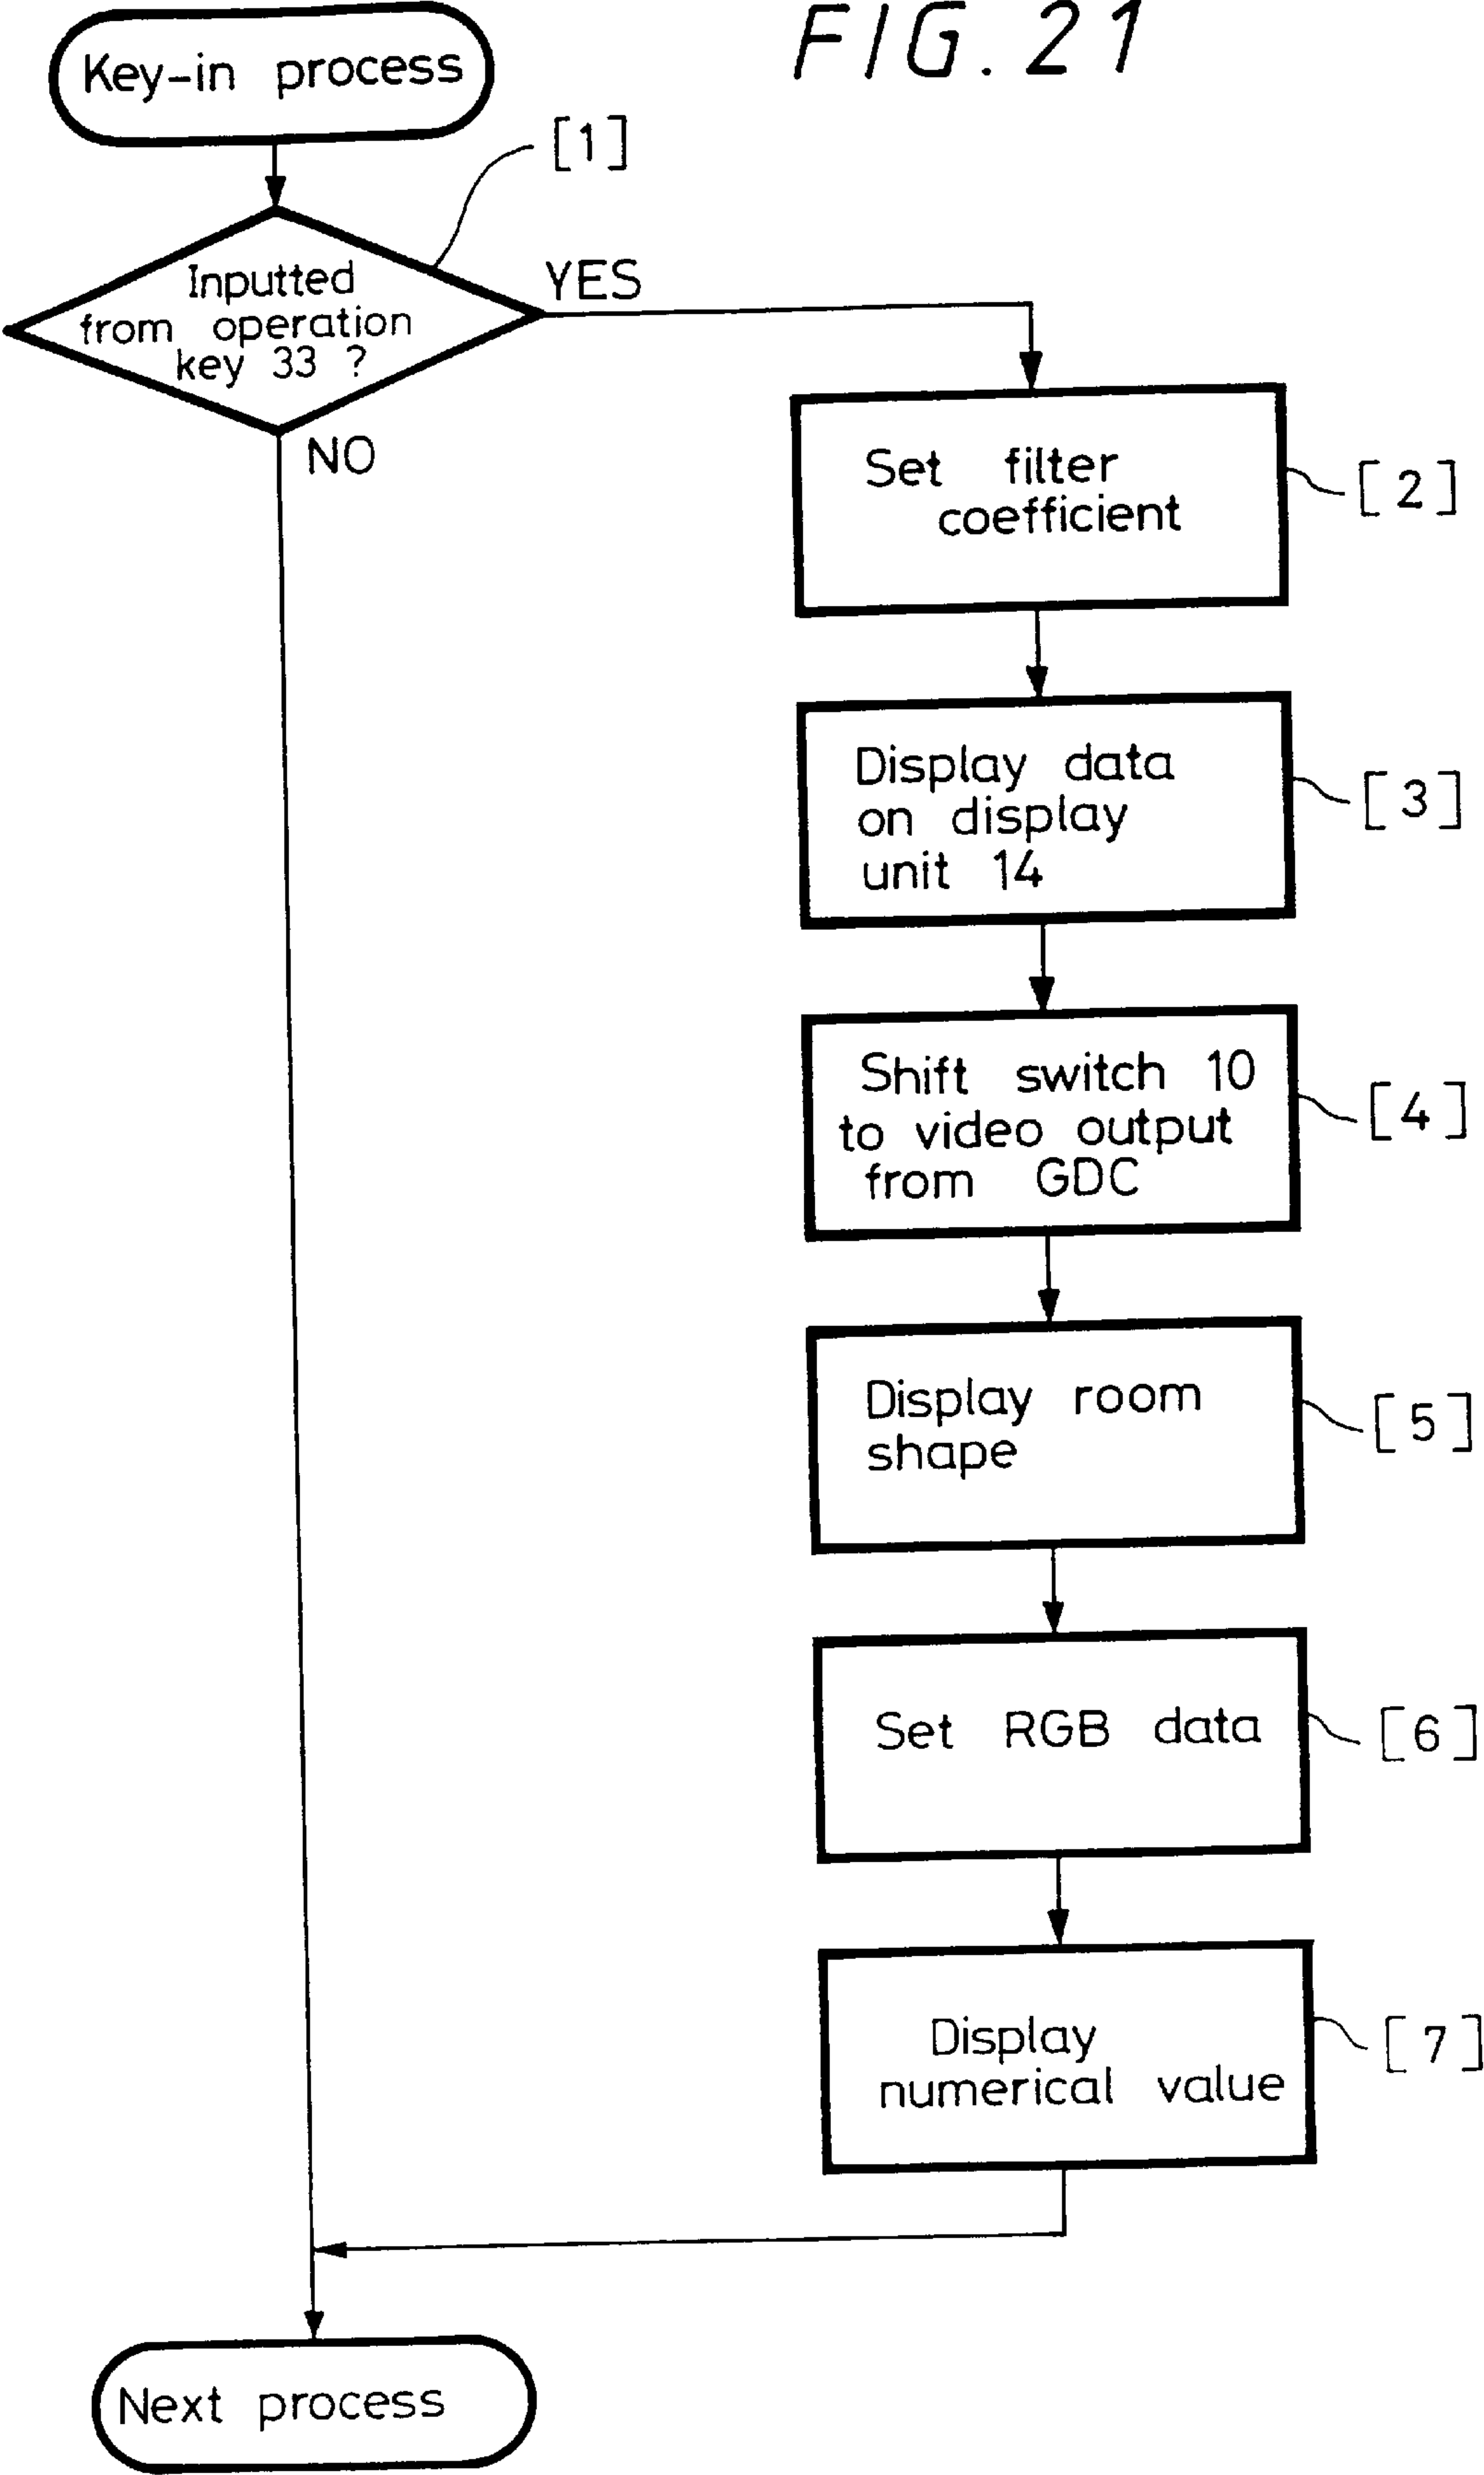 FIG. 21
Key-in process
[1]
Inputted
from operation
key 33 ?
YES
NO
Set filter
coefficient
[2]
Display data
on display
unit 14
[3]
Shift switch 10
to video output
from GDC
[4]
Display room
shape
[5]
Set RGB data
[6]
Display
numerical value
[7]
Next process